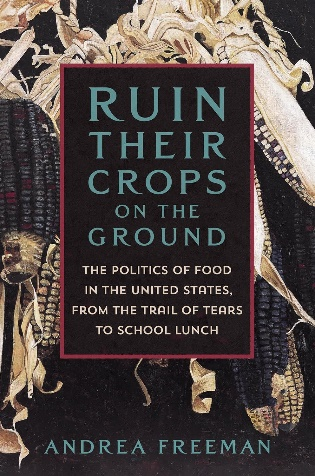 RUIN
THEIR
CROPS
ON THE
GROUND
THE POLITICS OF FOOD
IN THE UNITED STATES,
FROM THE TRAIL OF TEARS
TO SCHOOL LUNCH
ANDREA FREEMAN